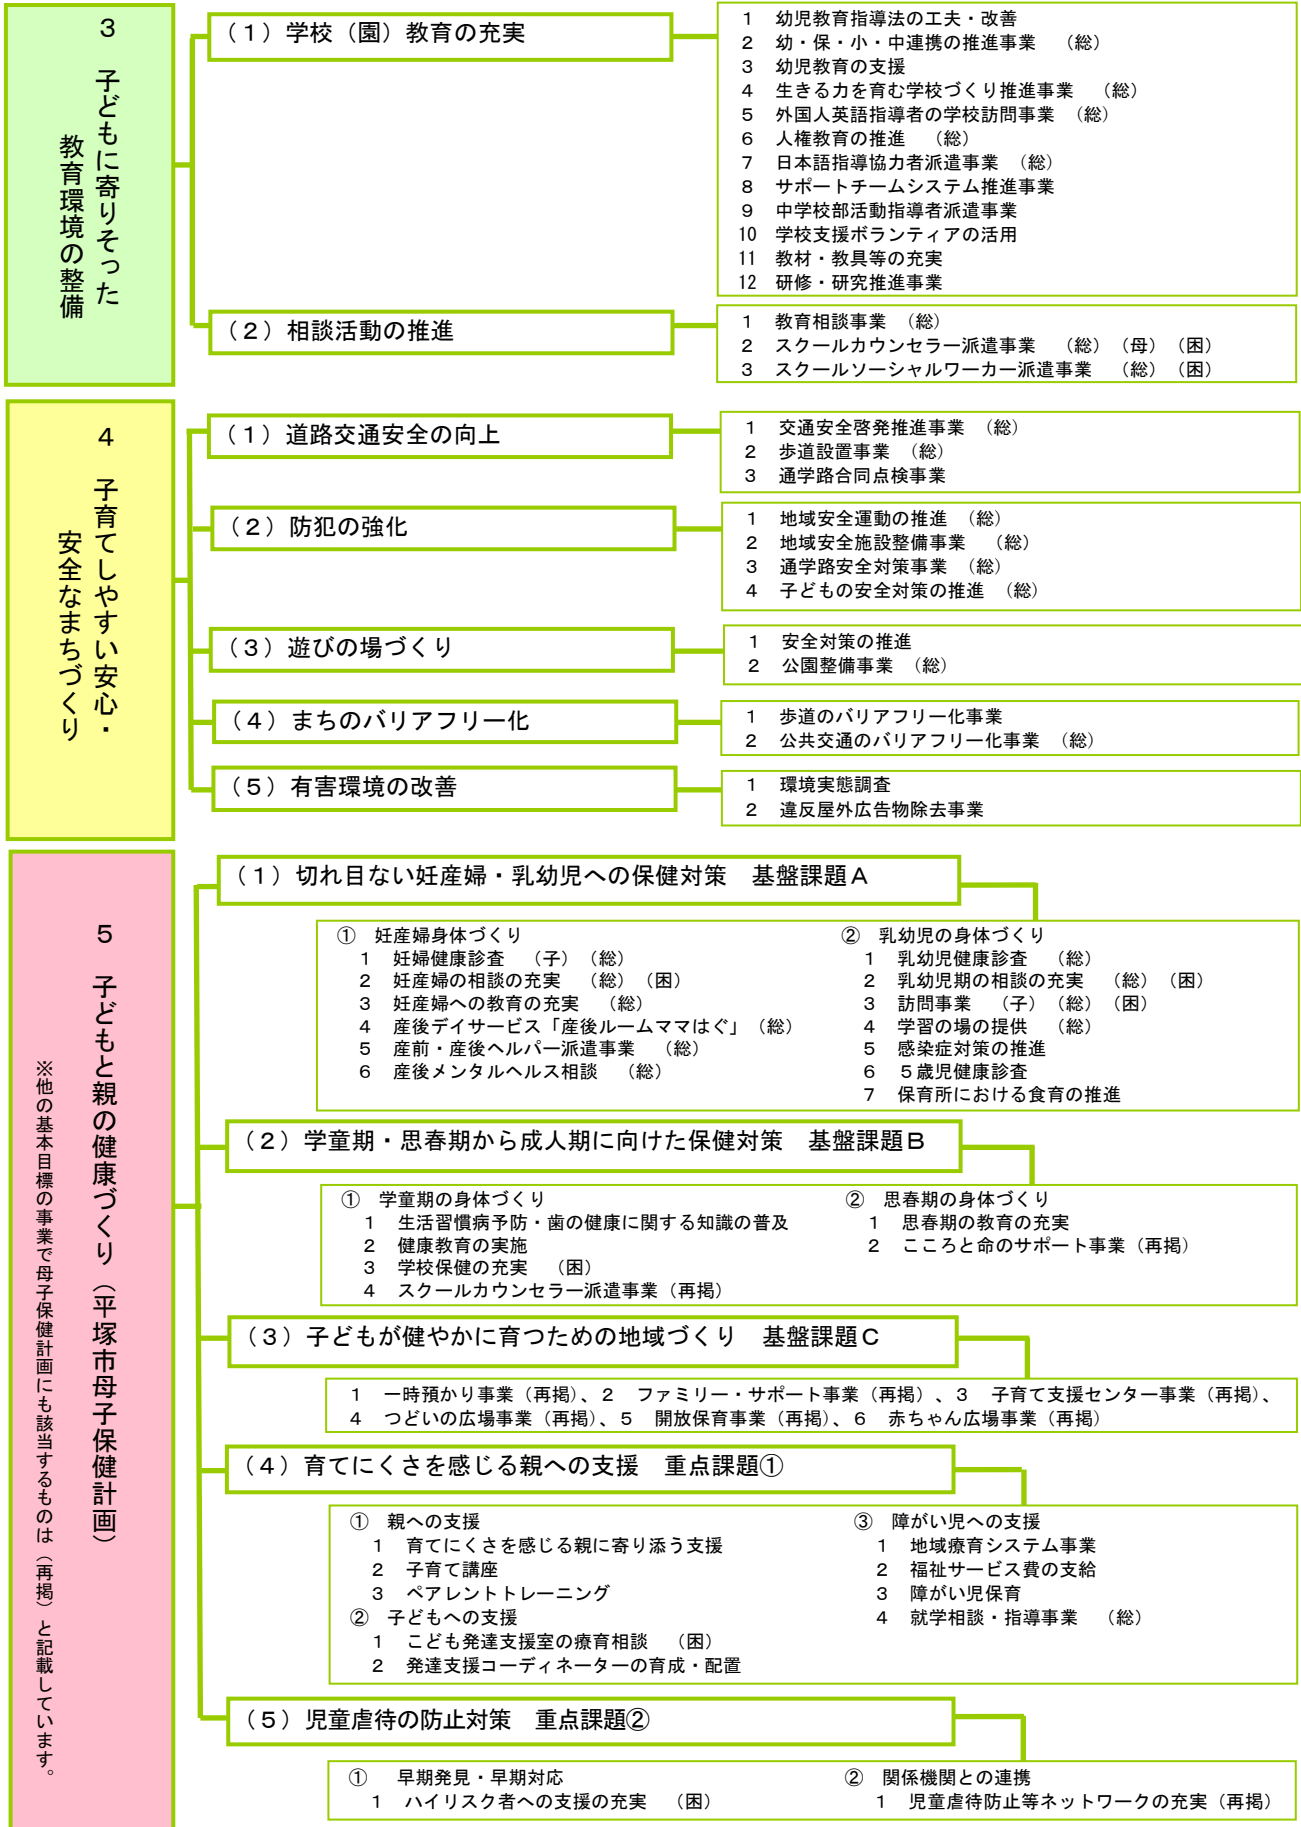 3 子どもに寄りそった
教育環境の整備
(1)学校(園)教育の充実
1 幼児教育指導法の工夫・改善
2 幼・保・小・中連携の推進事業 (総)
3 幼児教育の支援
4 生きる力を育む学校づくり推進事業 (総)
5 外国人英語指導者の学校訪問事業 (総)
6 人権教育の推進 (総)
7 日本語指導協力者派遣事業 (総)
8 サポートチームシステム推進事業
9 中学校部活動指導者派遣事業
10 学校支援ボランティアの活用
11 教材・教具等の充実
12 研修・研究推進事業
(2)相談活動の推進
1 教育相談事業 (総)
2 スクールカウンセラー派遣事業 (総)(母)(困)
3 スクールソーシャルワーカー派遣事業 (総)(困)
4 子育てしやすい安心・
安全なまちづくり
(1)道路交通安全の向上
1 交通安全啓発推進事業 (総)
2 歩道設置事業 (総)
3 通学路合同点検事業
(2)防犯の強化
1 地域安全運動の推進 (総)
2 地域安全施設整備事業 (総)
3 通学路安全対策事業 (総)
4 子どもの安全対策の推進 (総)
(3)遊びの場づくり
1 安全対策の推進
2 公園整備事業 (総)
(4)まちのバリアフリー化
1 歩道のバリアフリー化事業
2 公共交通のバリアフリー化事業 (総)
(5)有害環境の改善
1 環境実態調査
2 違反屋外広告物除去事業
5 子どもと親の健康づくり(平塚市母子保健計画)
※他の基本目標の事業で母子保健計画にも該当するものは(再掲)と記載しています。
(1)切れ目ない妊産婦・乳幼児への保健対策 基盤課題A
① 妊産婦身体づくり
1 妊婦健康診査 (子)(総)
2 妊産婦の相談の充実 (総)(困)
3 妊産婦への教育の充実 (総)
4 産後デイサービス「産後ルームママはぐ」(総)
5 産前・産後ヘルパー派遣事業 (総)
6 産後メンタルヘルス相談 (総)
② 乳幼児の身体づくり
1 乳幼児健康診査 (総)
2 乳幼児期の相談の充実 (総)(困)
3 訪問事業 (子)(総)(困)
4 学習の場の提供 (総)
5 感染症対策の推進
6 5歳児健康診査
7 保育所における食育の推進
(2)学童期・思春期から成人期に向けた保健対策 基盤課題B
① 学童期の身体づくり
1 生活習慣病予防・歯の健康に関する知識の普及
2 健康教育の実施
3 学校保健の充実 (困)
4 スクールカウンセラー派遣事業(再掲)
② 思春期の身体づくり
1 思春期の教育の充実
2 こころと命のサポート事業(再掲)
(3)子どもが健やかに育つための地域づくり 基盤課題C
1 一時預かり事業(再掲)、2 ファミリー・サポート事業(再掲)、3 子育て支援センター事業(再掲)、
4 つどいの広場事業(再掲)、5 開放保育事業(再掲)、6 赤ちゃん広場事業(再掲)
(4)育てにくさを感じる親への支援 重点課題①
① 親への支援
1 育てにくさを感じる親に寄り添う支援
2 子育て講座
3 ペアレントトレーニング
② 子どもへの支援
1 こども発達支援室の療育相談 (困)
2 発達支援コーディネーターの育成・配置
③ 障がい児への支援
1 地域療育システム事業
2 福祉サービス費の支給
3 障がい児保育
4 就学相談・指導事業 (総)
(5)児童虐待の防止対策 重点課題②
① 早期発見・早期対応
1 ハイリスク者への支援の充実 (困)
② 関係機関との連携
1 児童虐待防止等ネットワークの充実(再掲)